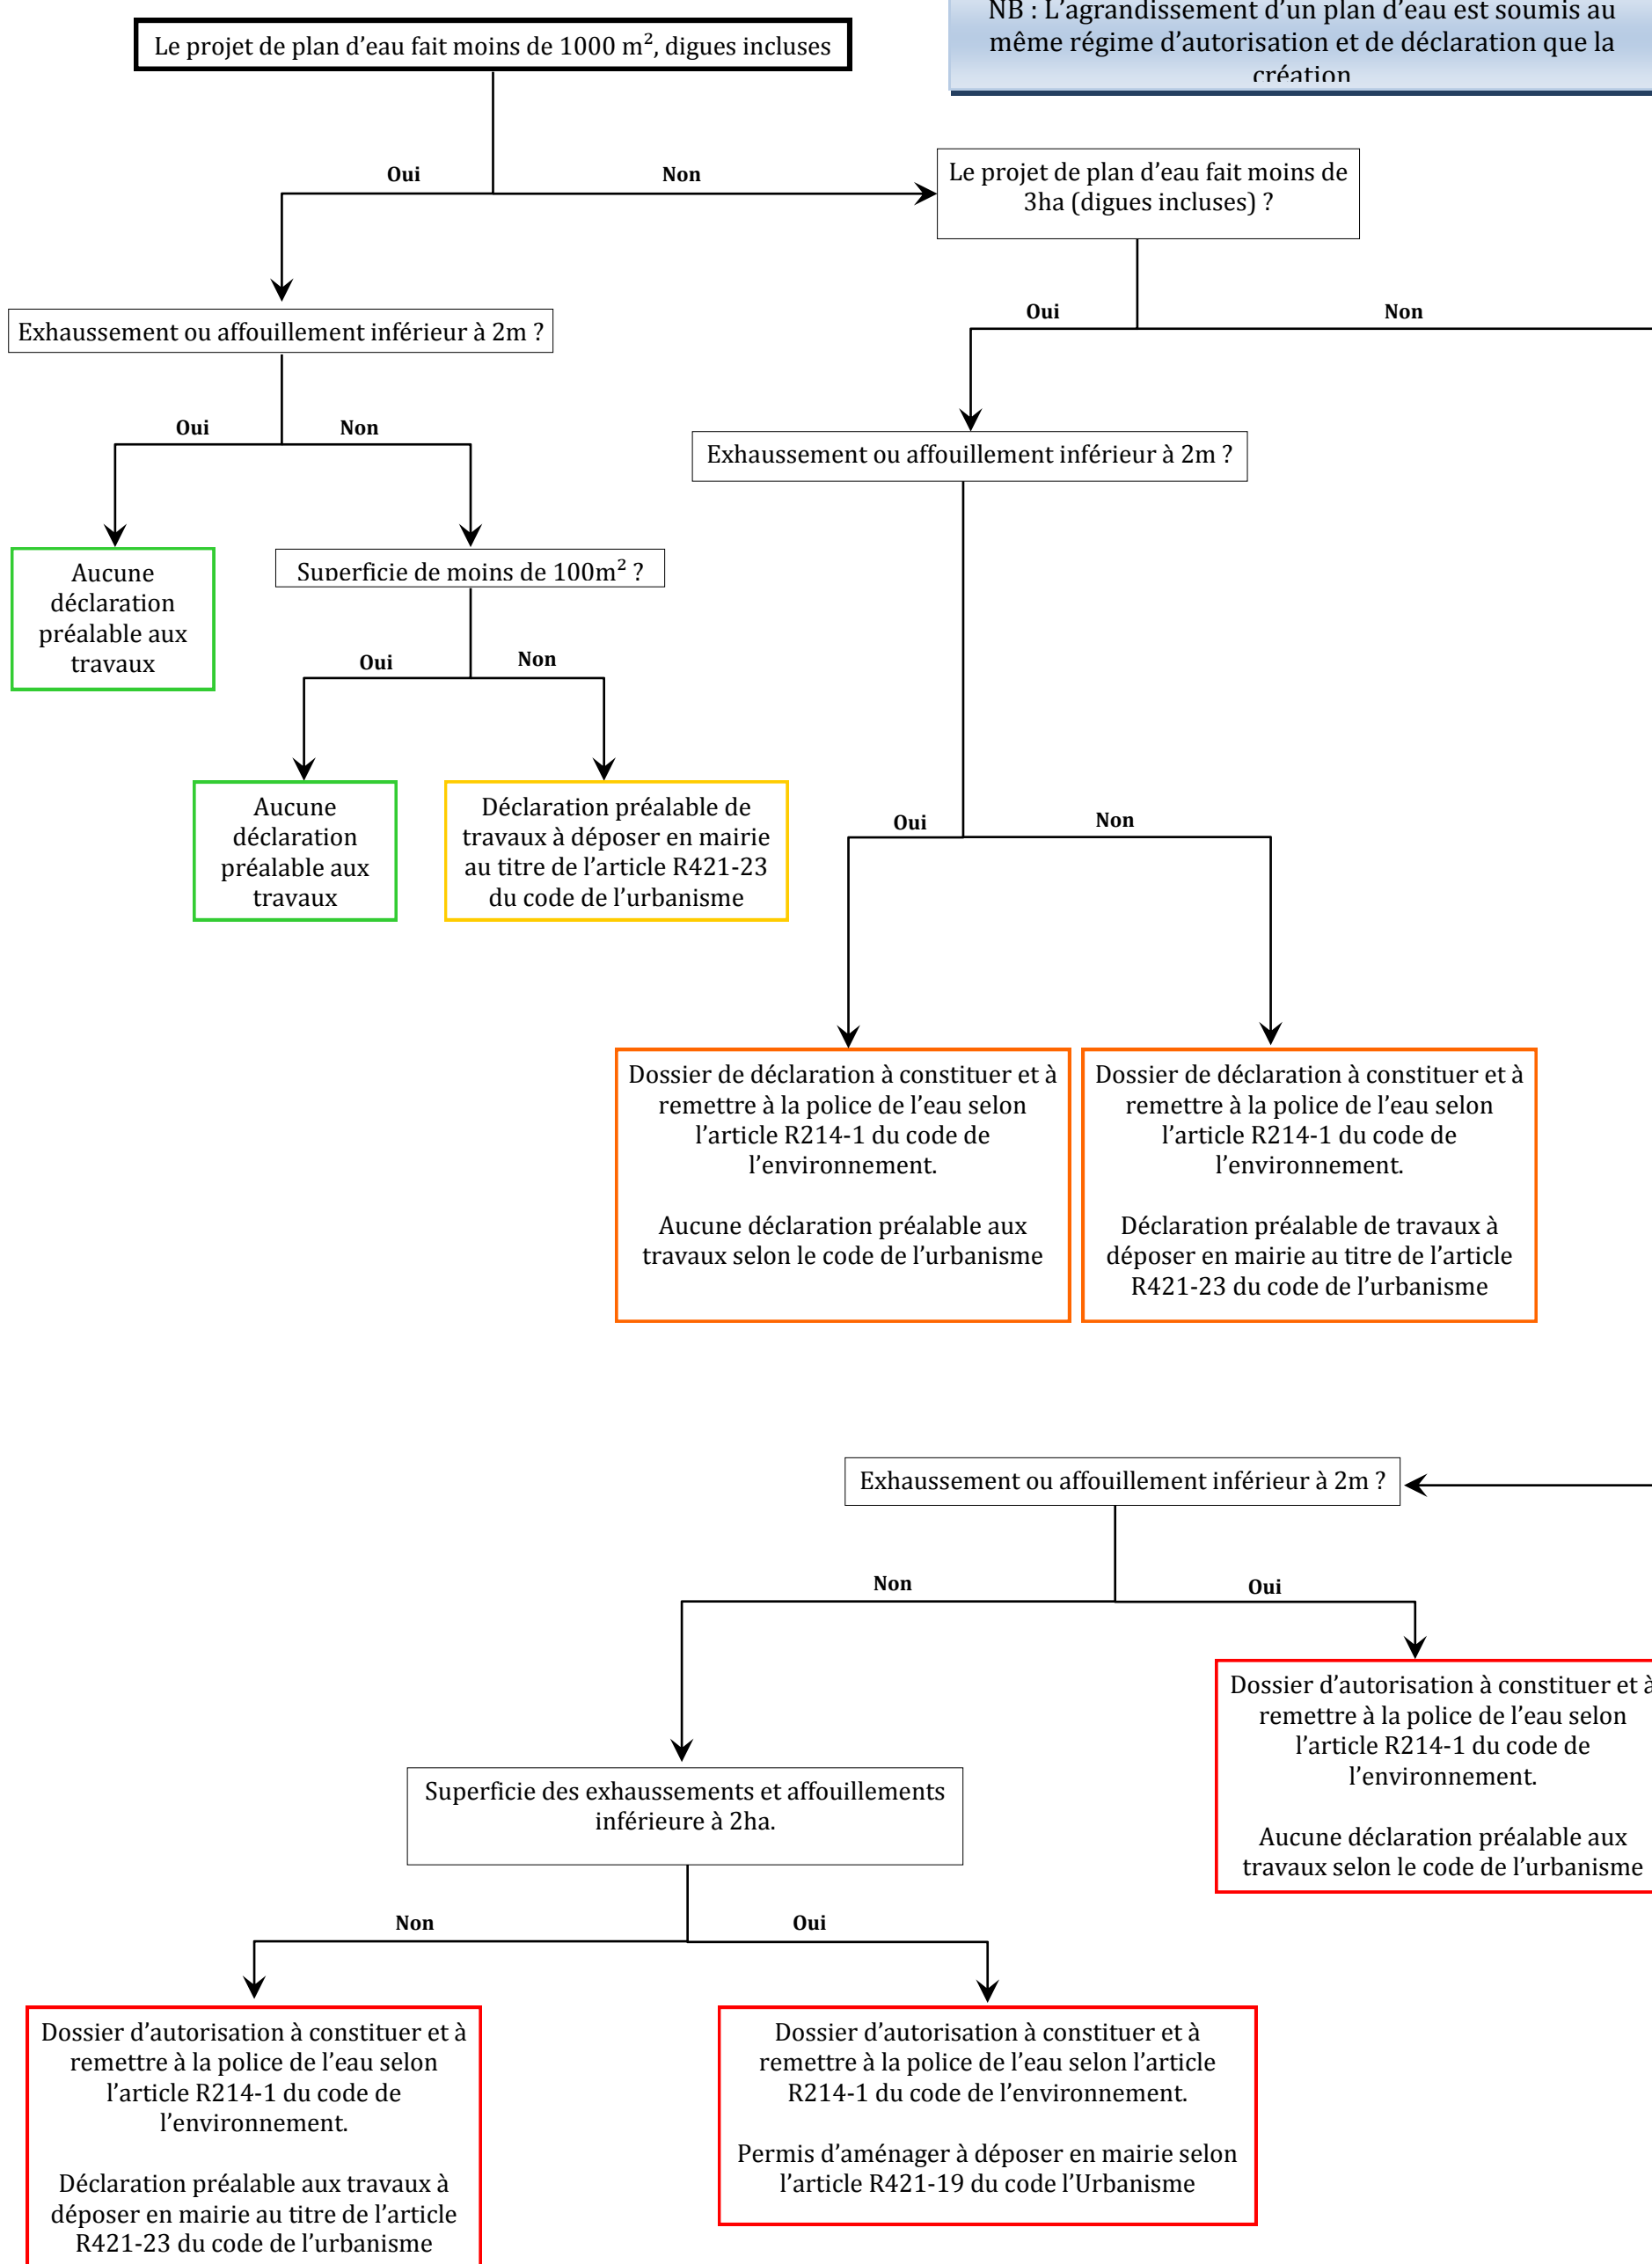 NB : L’agrandissement d’un plan d’eau est soumis au
même régime d’autorisation et de déclaration que la
création
Le projet de plan d’eau fait moins de 1000 m², digues incluses
Oui
Non
Le projet de plan d’eau fait moins de
3ha (digues incluses) ?
Exhaussement ou affouillement inférieur à 2m ?
Oui
Non
Oui
Non
Exhaussement ou affouillement inférieur à 2m ?
Aucune
déclaration
préalable aux
travaux
Superficie de moins de 100m² ?
Oui
Non
Aucune
déclaration
préalable aux
travaux
Déclaration préalable de
travaux à déposer en mairie
au titre de l’article R421-23
du code de l’urbanisme
Oui
Non
Dossier de déclaration à constituer et à
remettre à la police de l’eau selon
l’article R214-1 du code de
l’environnement.
Aucune déclaration préalable aux
travaux selon le code de l’urbanisme
Dossier de déclaration à constituer et à
remettre à la police de l’eau selon
l’article R214-1 du code de
l’environnement.
Déclaration préalable de travaux à
déposer en mairie au titre de l’article
R421-23 du code de l’urbanisme
Exhaussement ou affouillement inférieur à 2m ?
Non
Oui
Dossier d’autorisation à constituer et à
remettre à la police de l’eau selon
l’article R214-1 du code de
l’environnement.
Aucune déclaration préalable aux
travaux selon le code de l’urbanisme
Superficie des exhaussements et affouillements
inférieure à 2ha.
Non
Oui
Dossier d’autorisation à constituer et à
remettre à la police de l’eau selon
l’article R214-1 du code de
l’environnement.
Déclaration préalable aux travaux à
déposer en mairie au titre de l’article
R421-23 du code de l’urbanisme
Dossier d’autorisation à constituer et à
remettre à la police de l’eau selon l’article
R214-1 du code de l’environnement.
Permis d’aménager à déposer en mairie selon
l’article R421-19 du code l’Urbanisme